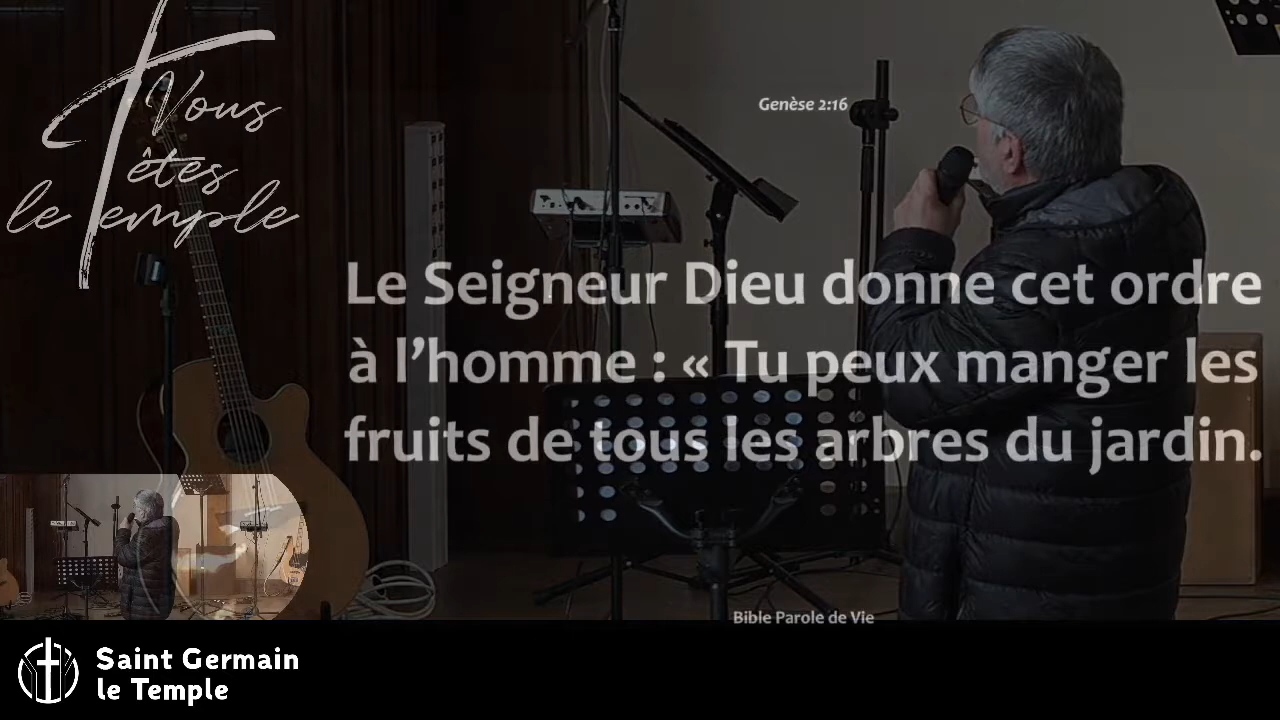 Vous
êtes
le Temple
Genèse 2:16
Le Seigneur Dieu donne cet ordre
à l’homme : « Tu peux manger les
fruits de tous les arbres du jardin.
Bible Parole de Vie
Saint Germain
le Temple